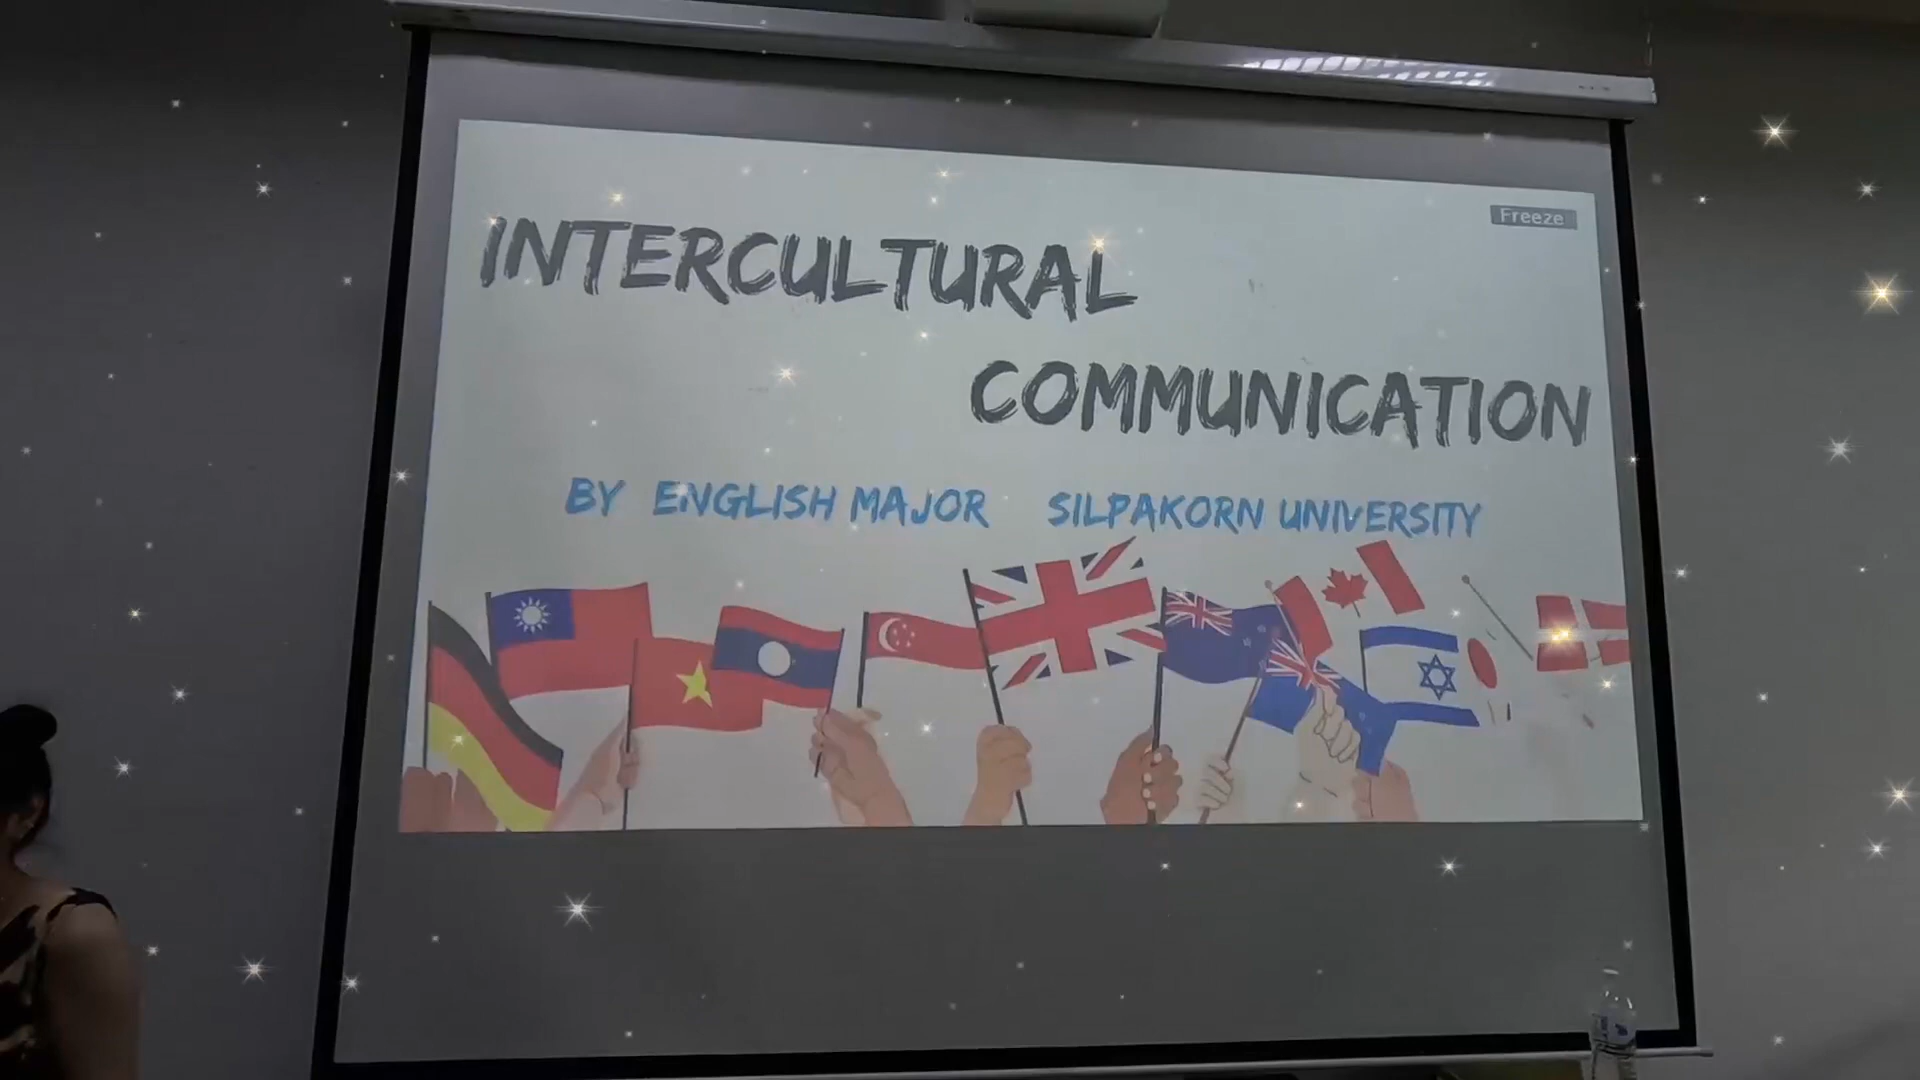 Freeze
INTERCULTURAL
COMMUNICATION
BY ENGLISH MAJOR SILPAKORN UNIVERSITY